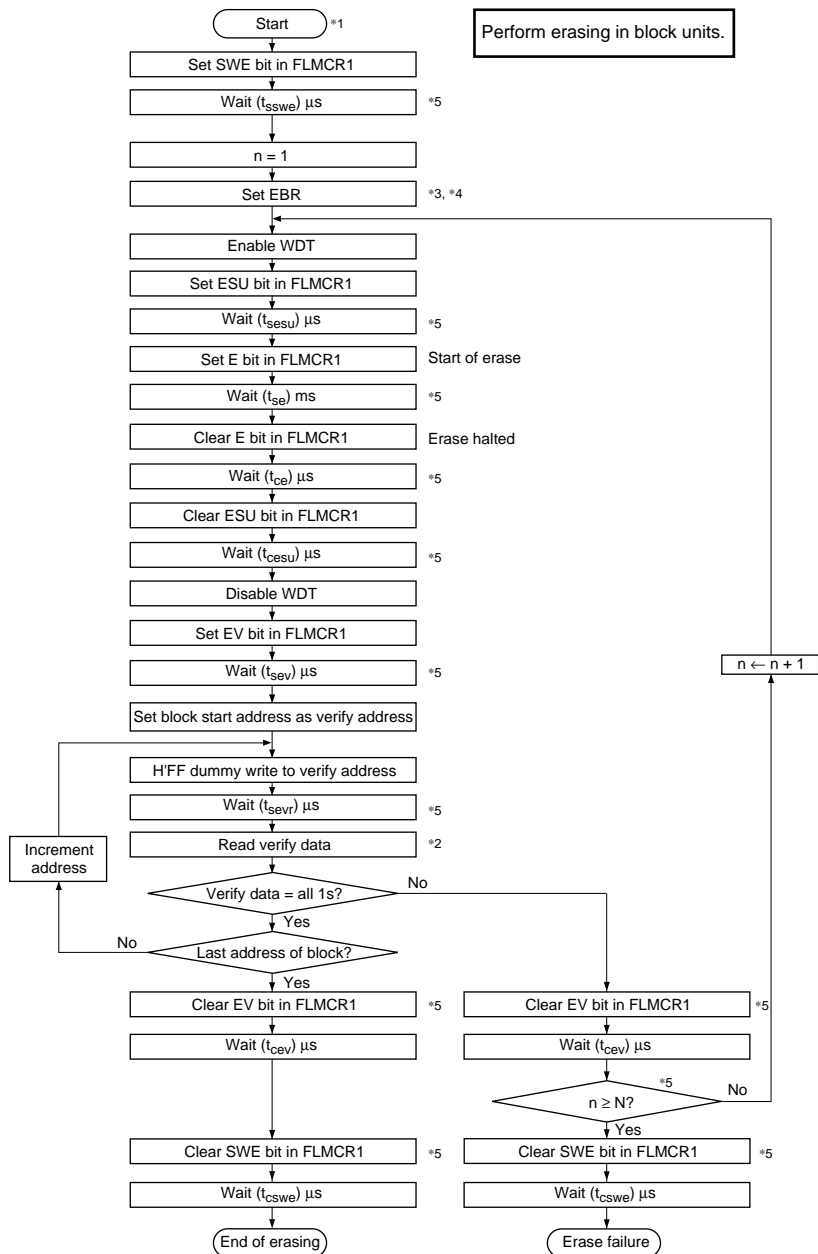 Start *1
Perform erasing in block units.
Set SWE bit in FLMCR1
Wait (tsswe) μs *5
n = 1
Set EBR *3, *4
Enable WDT
Set ESU bit in FLMCR1
Wait (tsesu) μs *5
Set E bit in FLMCR1 Start of erase
Wait (tse) ms *5
Clear E bit in FLMCR1 Erase halted
Wait (tce) μs *5
Clear ESU bit in FLMCR1
Wait (tcesu) μs *5
Disable WDT
Set EV bit in FLMCR1
Wait (tsev) μs *5
n ← n + 1
Set block start address as verify address
H'FF dummy write to verify address
Wait (tsevr) μs *5
Read verify data *2
Increment
address
Verify data = all 1s? No
Yes
No Last address of block?
Yes
Clear EV bit in FLMCR1 *5
Wait (tcev) μs
Clear EV bit in FLMCR1 *5
Wait (tcev) μs
*5
n ≥ N? No
Yes
Clear SWE bit in FLMCR1 *5
Wait (tcswe) μs
End of erasing
Clear SWE bit in FLMCR1 *5
Wait (tcswe) μs
Erase failure